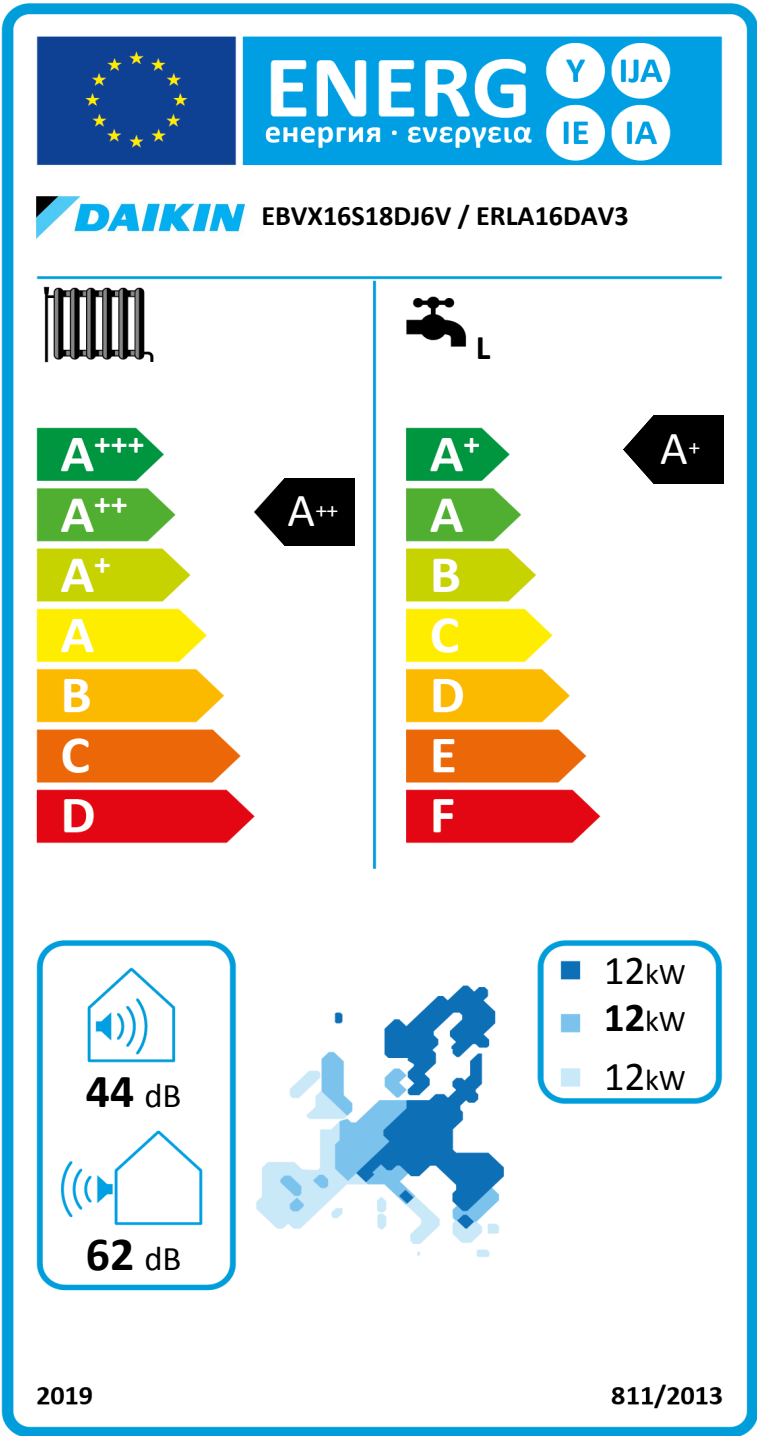 ENERG
енергия · ενεργεια
Y IJA
IE IA
DAIKIN EBVX16S18DJ6V / ERLA16DAV3
L
A+++
A++
A+
A
B
C
D
A++
A+
A
B
C
D
E
F
A+
44 dB
62 dB
12kW
12kW
12kW
2019
811/2013